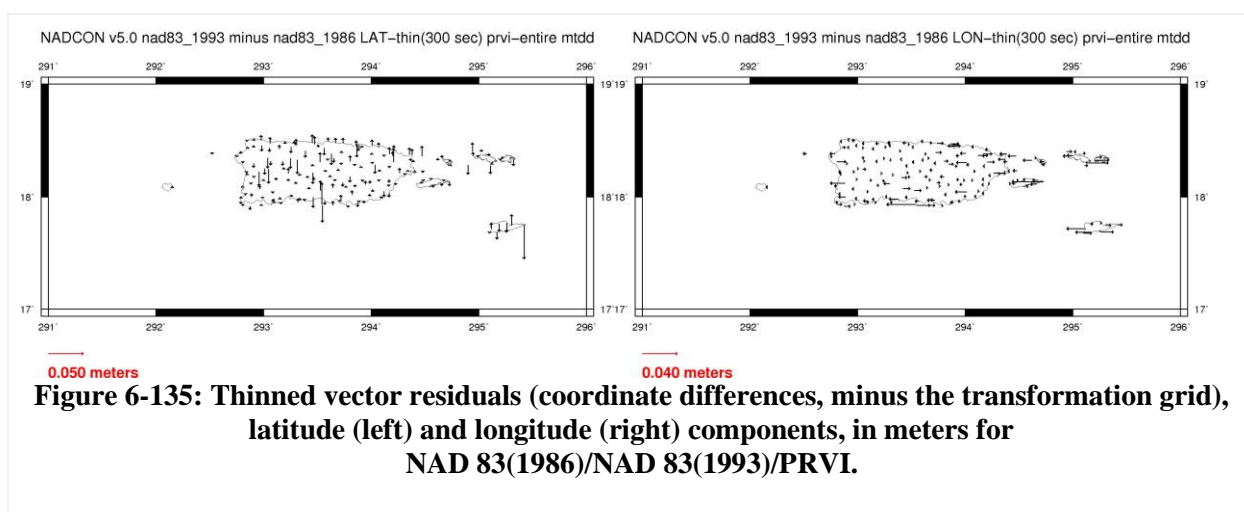 NADCON v5.0 nad83_1993 minus nad83_1986 LAT-thin(300 sec) prvi-entire mtdd
291˚ 292˚ 293˚ 294˚ 295˚ 296˚
19˚ 19˚
18˚ 18˚
17˚ 17˚
291˚ 292˚ 293˚ 294˚ 295˚ 296˚
0.050 meters
NADCON v5.0 nad83_1993 minus nad83_1986 LON-thin(300 sec) prvi-entire mtdd
291˚ 292˚ 293˚ 294˚ 295˚ 296˚
19˚ 19˚
18˚ 18˚
17˚ 17˚
291˚ 292˚ 293˚ 294˚ 295˚ 296˚
0.040 meters
Figure 6-135: Thinned vector residuals (coordinate differences, minus the transformation grid),
latitude (left) and longitude (right) components, in meters for
NAD 83(1986)/NAD 83(1993)/PRVI.